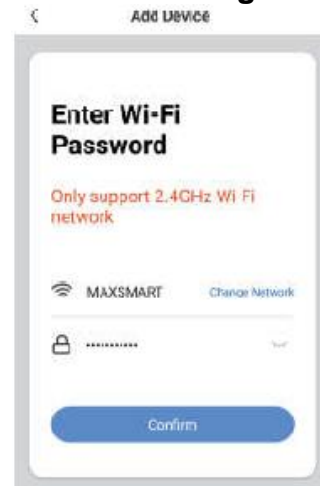 Add Device
Enter Wi-Fi
Password
Only support 2.4GHz Wi Fi
network
MAXSMART Change Network
•••••••••••
Confirm